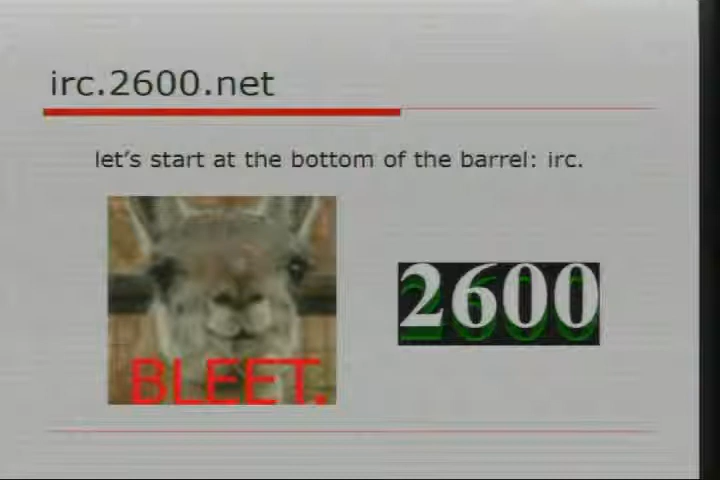 irc.2600.net
let's start at the bottom of the barrel: irc.
BLEET.
2600